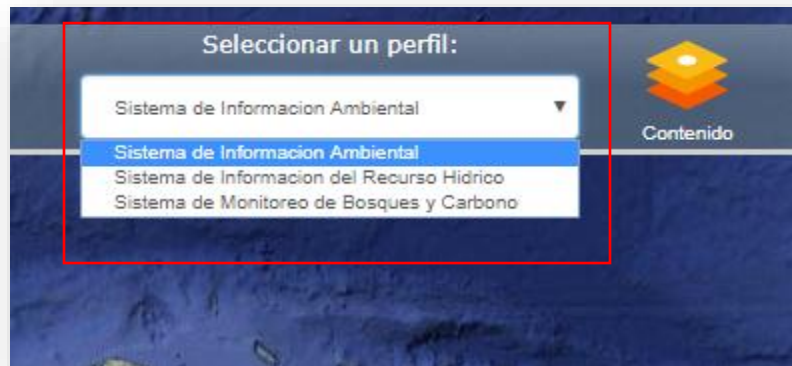 Seleccionar un perfil:
Sistema de Informacion Ambiental
Contenido
Sistema de Informacion Ambiental
Sistema de Informacion del Recurso Hidrico
Sistema de Monitoreo de Bosques y Carbono